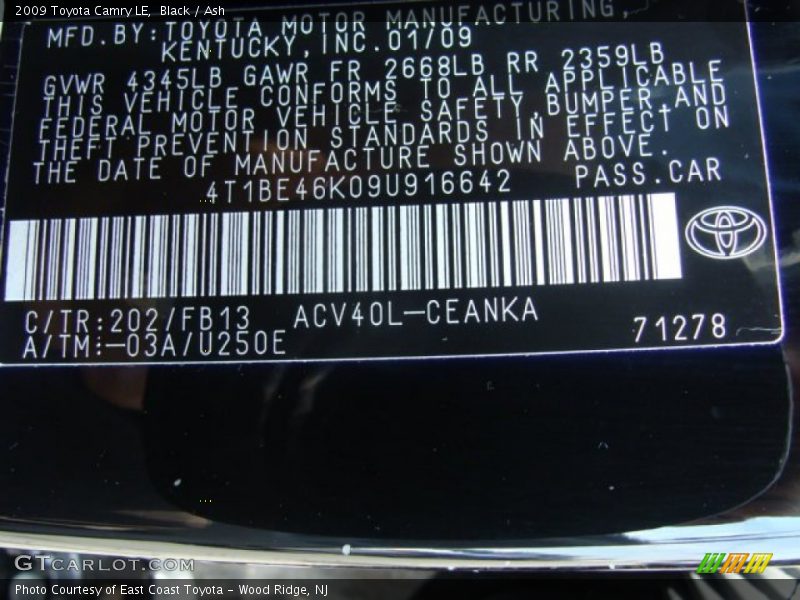 2009 Toyota Camry LE, Black / Ash
MFD.BY:TOYOTA MOTOR MANUFACTURING,
KENTUCKY,INC.01/09
GVWR 4345LB GAWR FR 2668LB RR 2359LB
THIS VEHICLE CONFORMS TO ALL APPLICABLE
FEDERAL MOTOR VEHICLE SAFETY,BUMPER,AND
THEFT PREVENTION STANDARDS IN EFFECT ON
THE DATE OF MANUFACTURE SHOWN ABOVE.
4T1BE46K09U916642 PASS.CAR
C/TR:202/FB13 ACV40L-CEANKA
A/TM:-03A/U250E 71278
GTCARLOT.COM
Photo Courtesy of East Coast Toyota - Wood Ridge, NJ